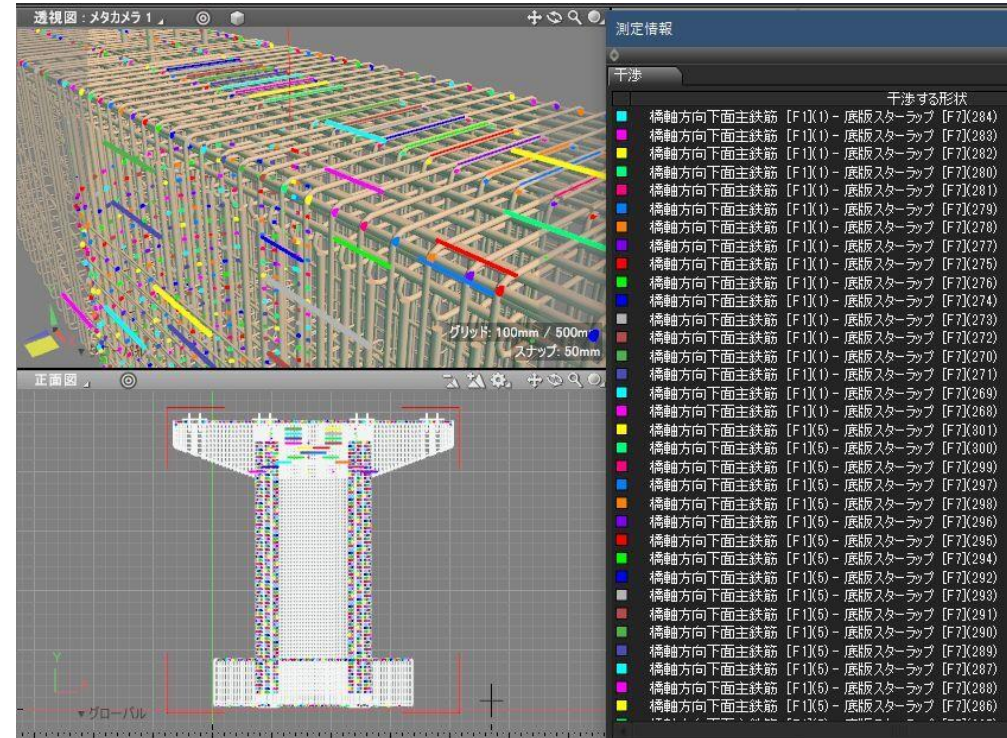 透視図 : メタカメラ 1
グリッド: 100mm / 500mm
スナップ: 50mm
正面図
Y
グローバル
測定情報
干渉
干渉する形状
橋軸方向下面主鉄筋 [F1](1) - 底版スターラップ [F7](284)
橋軸方向下面主鉄筋 [F1](1) - 底版スターラップ [F7](283)
橋軸方向下面主鉄筋 [F1](1) - 底版スターラップ [F7](282)
橋軸方向下面主鉄筋 [F1](1) - 底版スターラップ [F7](280)
橋軸方向下面主鉄筋 [F1](1) - 底版スターラップ [F7](281)
橋軸方向下面主鉄筋 [F1](1) - 底版スターラップ [F7](279)
橋軸方向下面主鉄筋 [F1](1) - 底版スターラップ [F7](278)
橋軸方向下面主鉄筋 [F1](1) - 底版スターラップ [F7](277)
橋軸方向下面主鉄筋 [F1](1) - 底版スターラップ [F7](275)
橋軸方向下面主鉄筋 [F1](1) - 底版スターラップ [F7](276)
橋軸方向下面主鉄筋 [F1](1) - 底版スターラップ [F7](274)
橋軸方向下面主鉄筋 [F1](1) - 底版スターラップ [F7](273)
橋軸方向下面主鉄筋 [F1](1) - 底版スターラップ [F7](272)
橋軸方向下面主鉄筋 [F1](1) - 底版スターラップ [F7](270)
橋軸方向下面主鉄筋 [F1](1) - 底版スターラップ [F7](271)
橋軸方向下面主鉄筋 [F1](1) - 底版スターラップ [F7](269)
橋軸方向下面主鉄筋 [F1](1) - 底版スターラップ [F7](268)
橋軸方向下面主鉄筋 [F1](5) - 底版スターラップ [F7](301)
橋軸方向下面主鉄筋 [F1](5) - 底版スターラップ [F7](300)
橋軸方向下面主鉄筋 [F1](5) - 底版スターラップ [F7](299)
橋軸方向下面主鉄筋 [F1](5) - 底版スターラップ [F7](297)
橋軸方向下面主鉄筋 [F1](5) - 底版スターラップ [F7](298)
橋軸方向下面主鉄筋 [F1](5) - 底版スターラップ [F7](296)
橋軸方向下面主鉄筋 [F1](5) - 底版スターラップ [F7](295)
橋軸方向下面主鉄筋 [F1](5) - 底版スターラップ [F7](294)
橋軸方向下面主鉄筋 [F1](5) - 底版スターラップ [F7](292)
橋軸方向下面主鉄筋 [F1](5) - 底版スターラップ [F7](293)
橋軸方向下面主鉄筋 [F1](5) - 底版スターラップ [F7](291)
橋軸方向下面主鉄筋 [F1](5) - 底版スターラップ [F7](290)
橋軸方向下面主鉄筋 [F1](5) - 底版スターラップ [F7](289)
橋軸方向下面主鉄筋 [F1](5) - 底版スターラップ [F7](287)
橋軸方向下面主鉄筋 [F1](5) - 底版スターラップ [F7](288)
橋軸方向下面主鉄筋 [F1](5) - 底版スターラップ [F7](286)